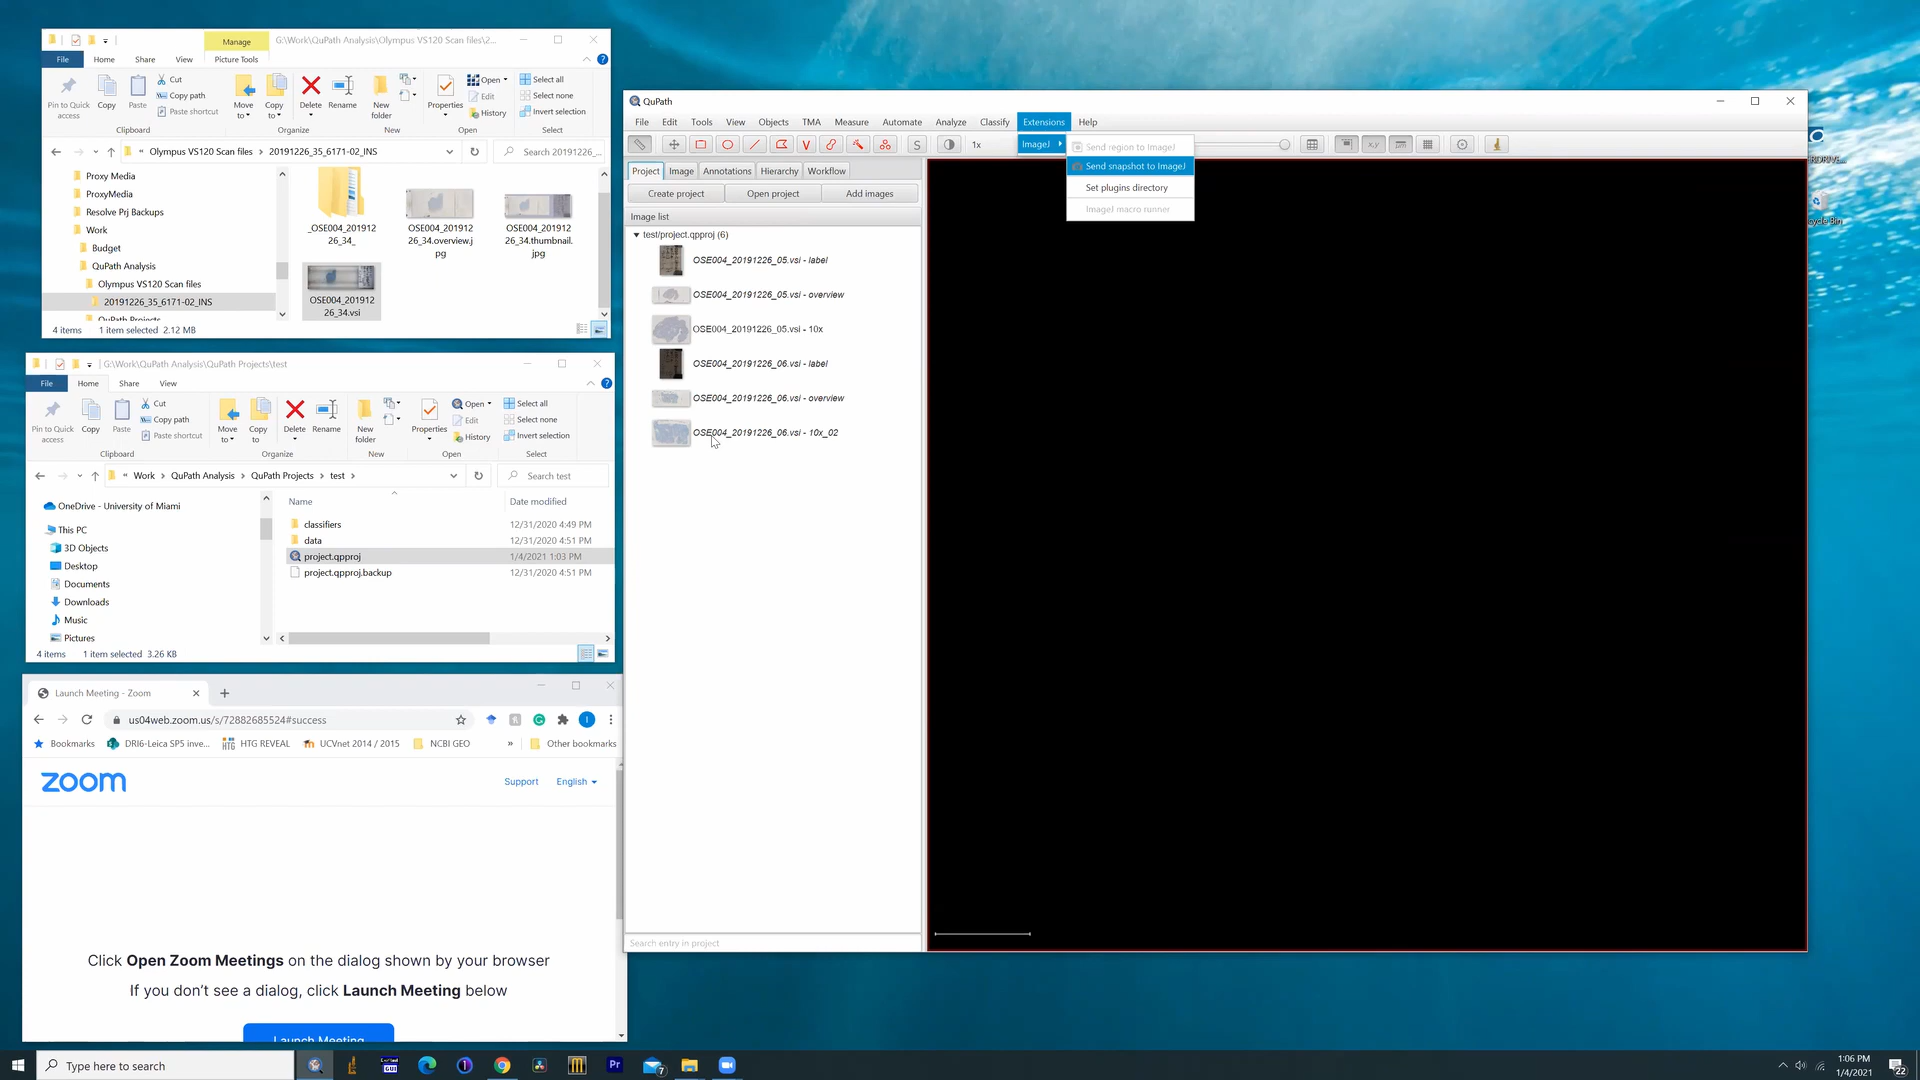 Manage
G:\Work\QuPath Analysis\Olympus VS120 Scan files\2...
File
Home
Share
View
Picture Tools
Pin to Quick access
Copy
Paste
Cut
Copy path
Paste shortcut
Move to
Copy to
Delete
Rename
New folder
Properties
Open
Edit
History
Select all
Select none
Invert selection
Clipboard
Organize
New
Open
Select
« Olympus VS120 Scan files > 20191226_35_6171-02_INS
Search 20191226_...
Proxy Media
ProxyMedia
Resolve Prj Backups
Work
Budget
QuPath Analysis
Olympus VS120 Scan files
20191226_35_6171-02_INS
QuPath Projects
_OSE004_201912
26_34_
OSE004_201912
26_34.overview.j
pg
OSE004_201912
26_34.thumbnail.
jpg
OSE004_201912
26_34.vsi
4 items
1 item selected 2.12 MB
G:\Work\QuPath Analysis\QuPath Projects\test
File
Home
Share
View
Pin to Quick access
Copy
Paste
Cut
Copy path
Paste shortcut
Move to
Copy to
Delete
Rename
New folder
Properties
Open
Edit
History
Select all
Select none
Invert selection
Clipboard
Organize
New
Open
Select
« Work > QuPath Analysis > QuPath Projects > test >
Search test
OneDrive - University of Miami
This PC
3D Objects
Desktop
Documents
Downloads
Music
Pictures
Name
Date modified
classifiers
12/31/2020 4:49 PM
data
12/31/2020 4:51 PM
project.qpproj
1/4/2021 1:03 PM
project.qpproj.backup
12/31/2020 4:51 PM
4 items
1 item selected 3.26 KB
Launch Meeting - Zoom
us04web.zoom.us/s/72882685524#success
Bookmarks
DRI6-Leica SP5 inve...
HTG REVEAL
UCVnet 2014 / 2015
NCBI GEO
»
Other bookmarks
zoom
Support
English
Click Open Zoom Meetings on the dialog shown by your browser
If you don't see a dialog, click Launch Meeting below
Launch Meeting
QuPath
File
Edit
Tools
View
Objects
TMA
Measure
Automate
Analyze
Classify
Extensions
Help
1x
S
ImageJ
Send region to ImageJ
Send snapshot to ImageJ
Set plugins directory
ImageJ macro runner
Project
Image
Annotations
Hierarchy
Workflow
Create project
Open project
Add images
Image list
test/project.qpproj (6)
OSE004_20191226_05.vsi - label
OSE004_20191226_05.vsi - overview
OSE004_20191226_05.vsi - 10x
OSE004_20191226_06.vsi - label
OSE004_20191226_06.vsi - overview
OSE004_20191226_06.vsi - 10x_02
Search entry in project
Type here to search
Pr
7
1:06 PM
1/4/2021
22